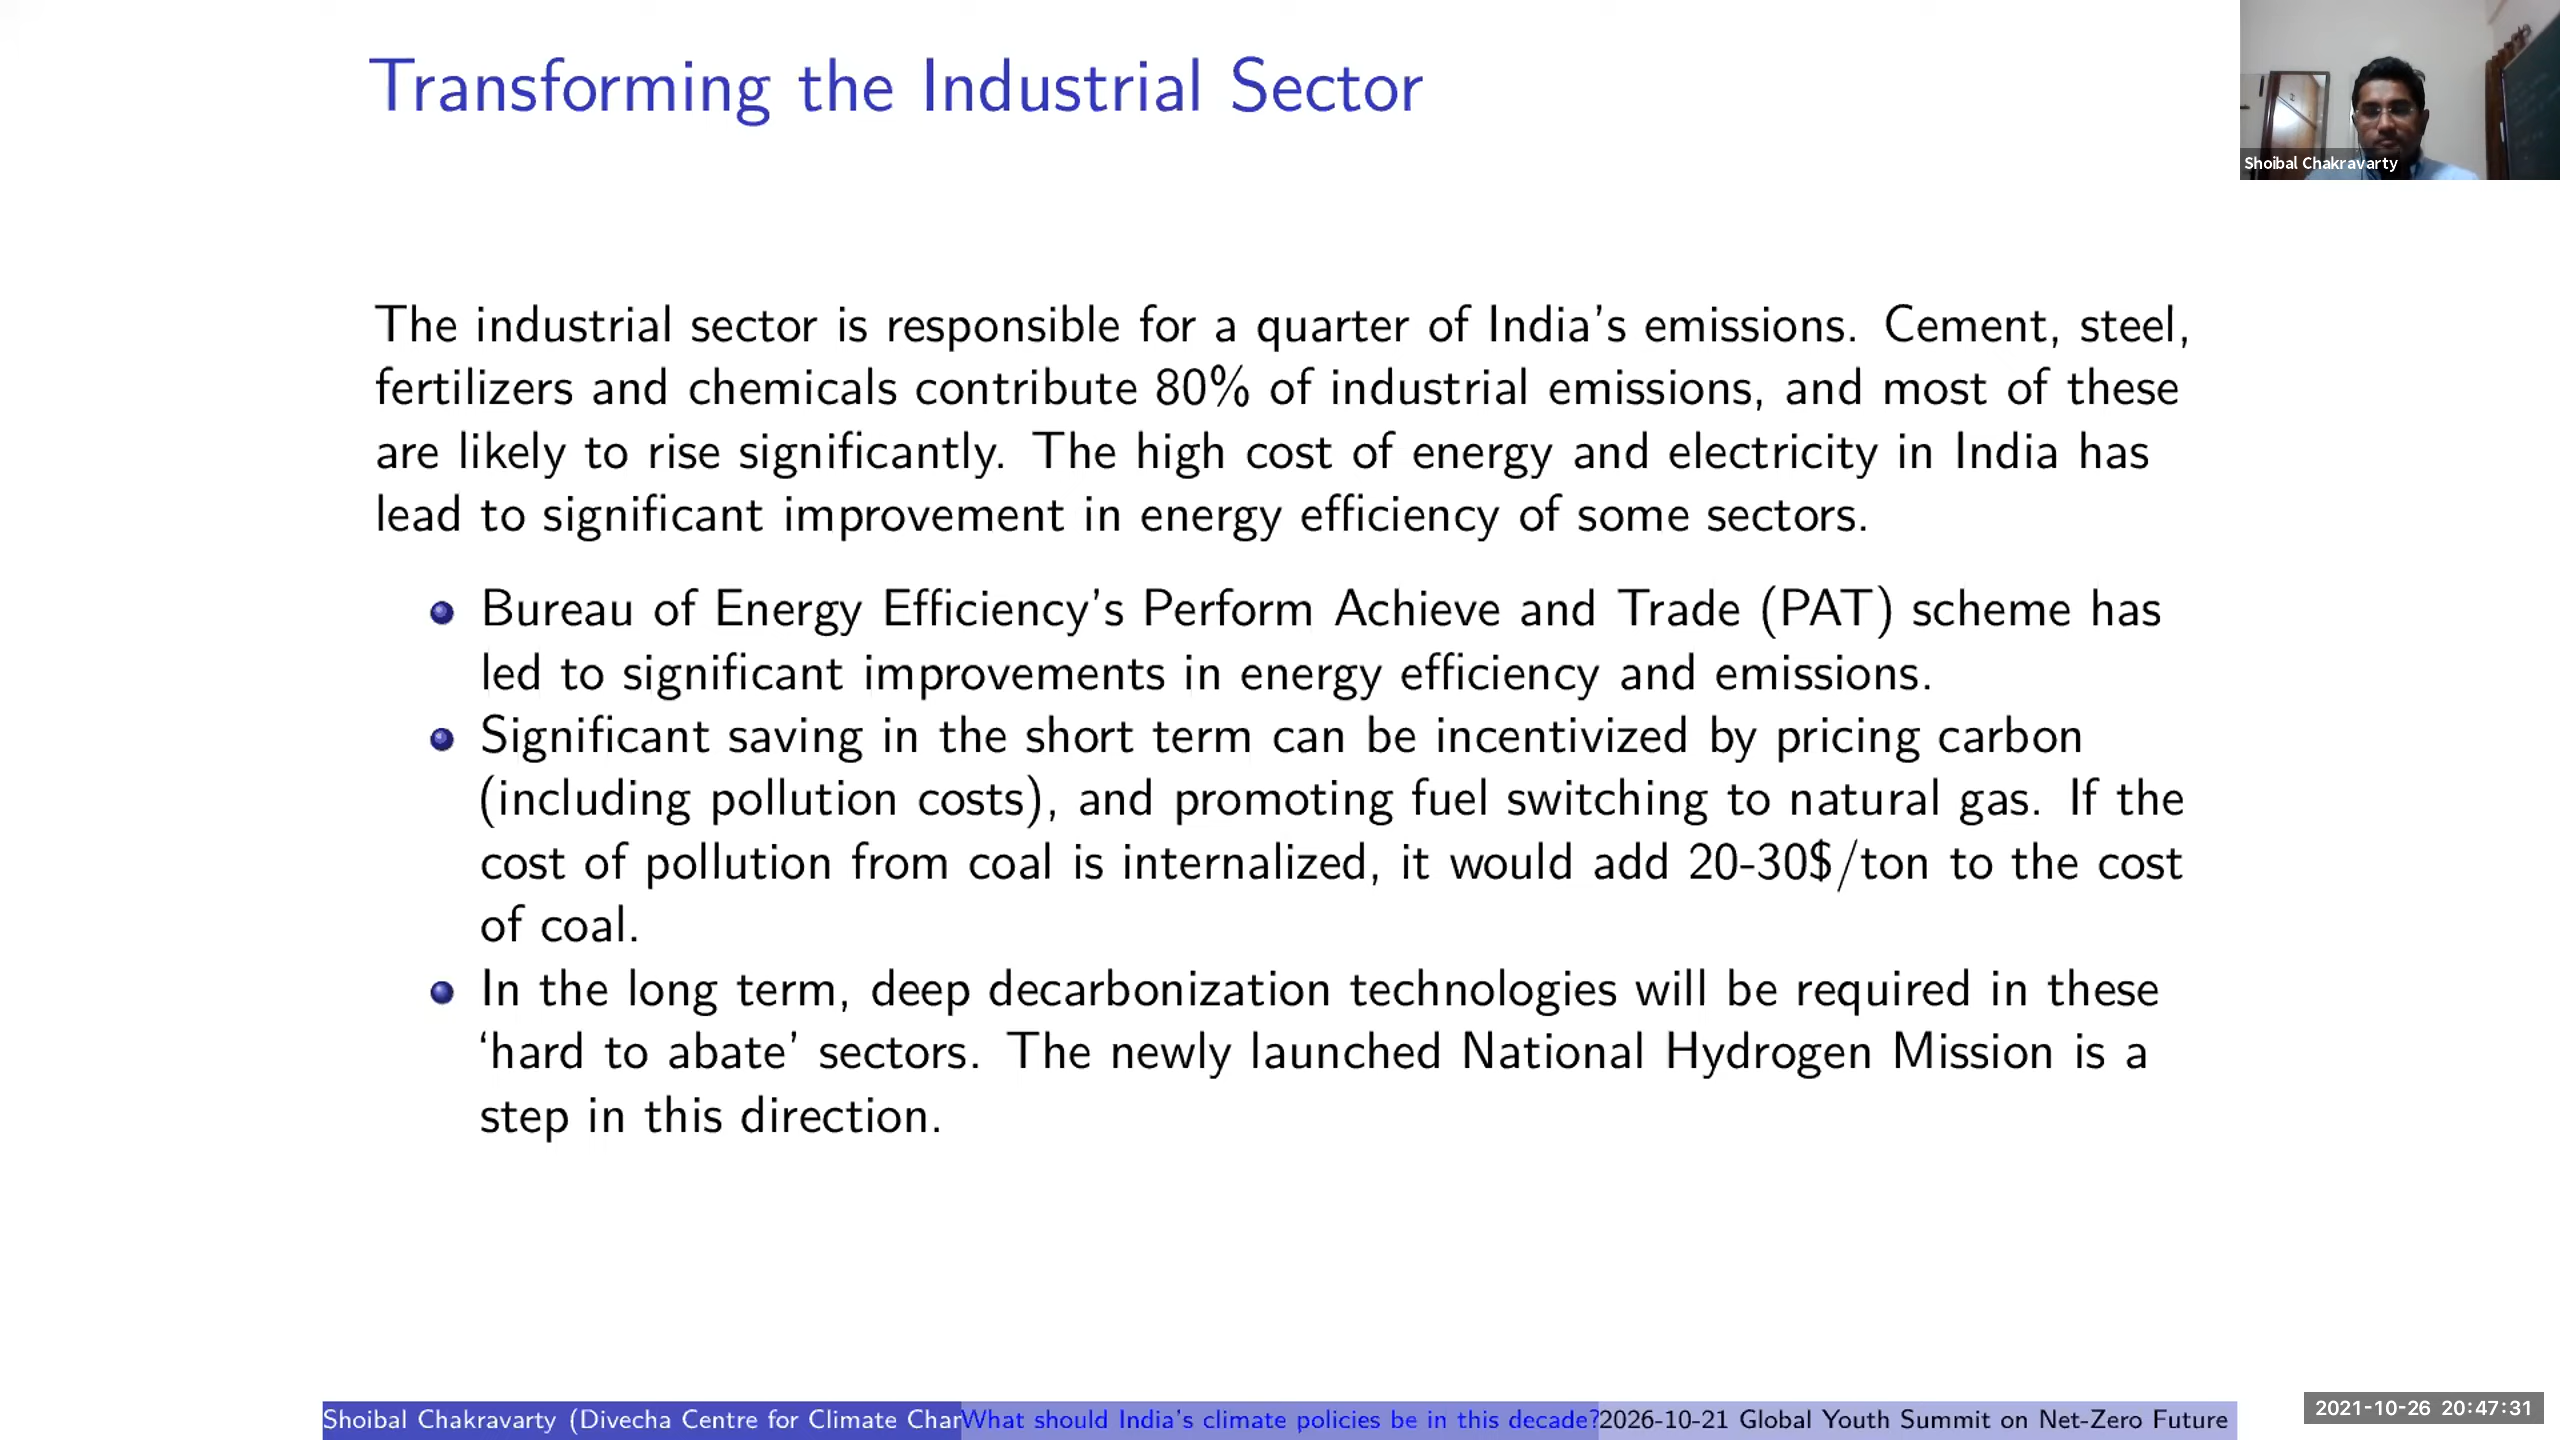 Transforming the Industrial Sector
Shoibal Chakravarty
The industrial sector is responsible for a quarter of India's emissions. Cement, steel,
fertilizers and chemicals contribute 80% of industrial emissions, and most of these
are likely to rise significantly. The high cost of energy and electricity in India has
lead to significant improvement in energy efficiency of some sectors.
Bureau of Energy Efficiency's Perform Achieve and Trade (PAT) scheme has
led to significant improvements in energy efficiency and emissions.
Significant saving in the short term can be incentivized by pricing carbon
(including pollution costs), and promoting fuel switching to natural gas. If the
cost of pollution from coal is internalized, it would add 20-30$/ton to the cost
of coal.
In the long term, deep decarbonization technologies will be required in these
‘hard to abate’ sectors. The newly launched National Hydrogen Mission is a
step in this direction.
Shoibal Chakravarty (Divecha Centre for Climate Char What should India's climate policies be in this decade? 2026-10-21 Global Youth Summit on Net-Zero Future
2021-10-26 20:47:31